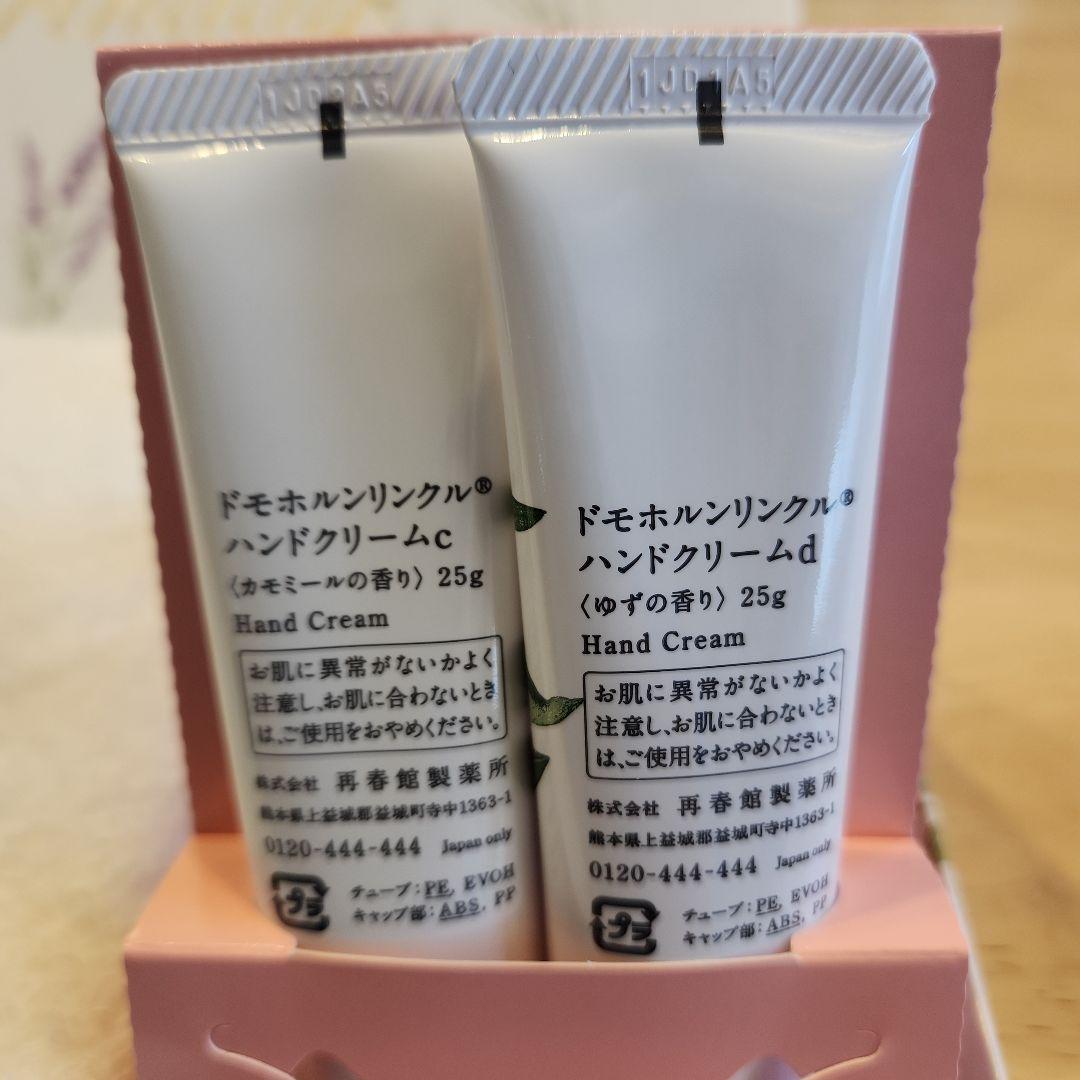 1JD2A5
ドモホルンリンクル®
ハンドクリームc
〈カモミールの香り〉 25g
Hand Cream
お肌に異常がないかよく
注意し、お肌に合わないとき
は、ご使用をおやめください。
株式会社 再春館製薬所
熊本県上益城郡益城町寺中1363-1
0120-444-444 Japan only
プラ
チューブ：PE, EVOH
キャップ部：ABS, PP
1JD1A5
ドモホルンリンクル®
ハンドクリームd
〈ゆずの香り〉 25g
Hand Cream
お肌に異常がないかよく
注意し、お肌に合わないとき
は、ご使用をおやめください。
株式会社 再春館製薬所
熊本県上益城郡益城町寺中1363-1
0120-444-444 Japan only
プラ
チューブ：PE, EVOH
キャップ部：ABS, PP